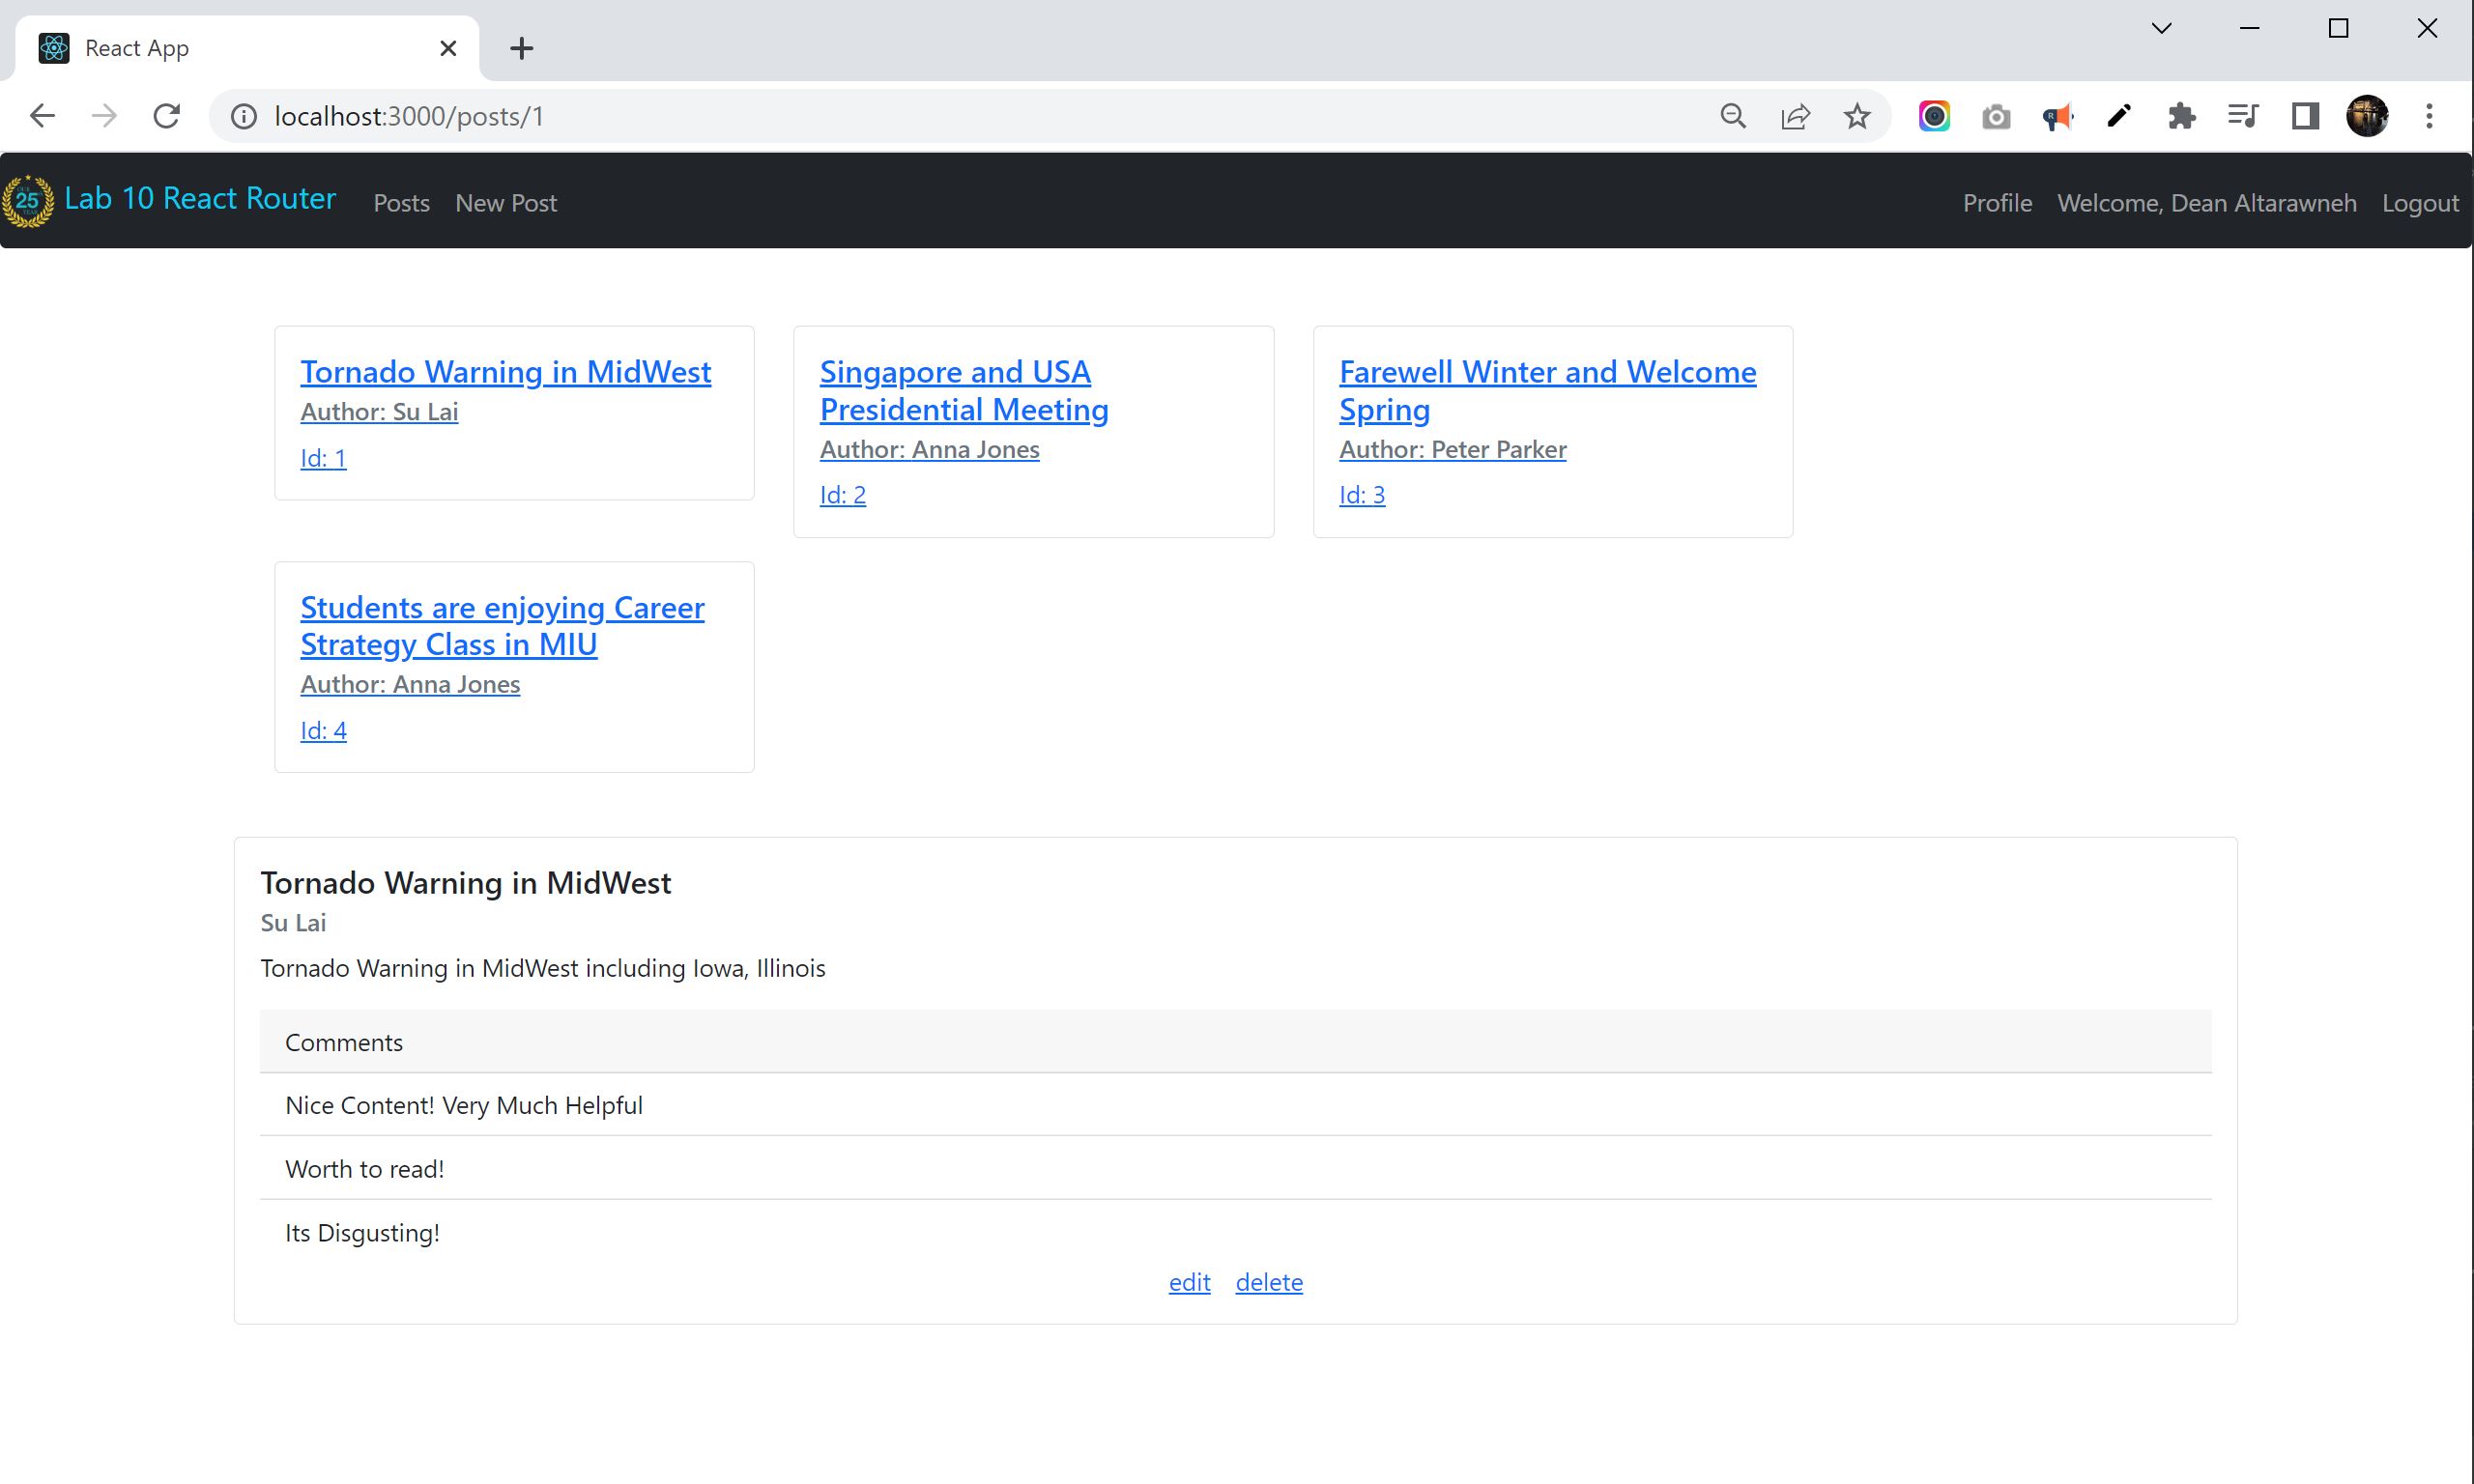 React App
localhost:3000/posts/1
25
Lab 10 React Router
Posts New Post
Profile Welcome, Dean Altarawneh Logout
Tornado Warning in MidWest
Author: Su Lai
Id: 1
Singapore and USA
Presidential Meeting
Author: Anna Jones
Id: 2
Farewell Winter and Welcome
Spring
Author: Peter Parker
Id: 3
Students are enjoying Career
Strategy Class in MIU
Author: Anna Jones
Id: 4
Tornado Warning in MidWest
Su Lai
Tornado Warning in MidWest including Iowa, Illinois
Comments
Nice Content! Very Much Helpful
Worth to read!
Its Disgusting!
edit delete